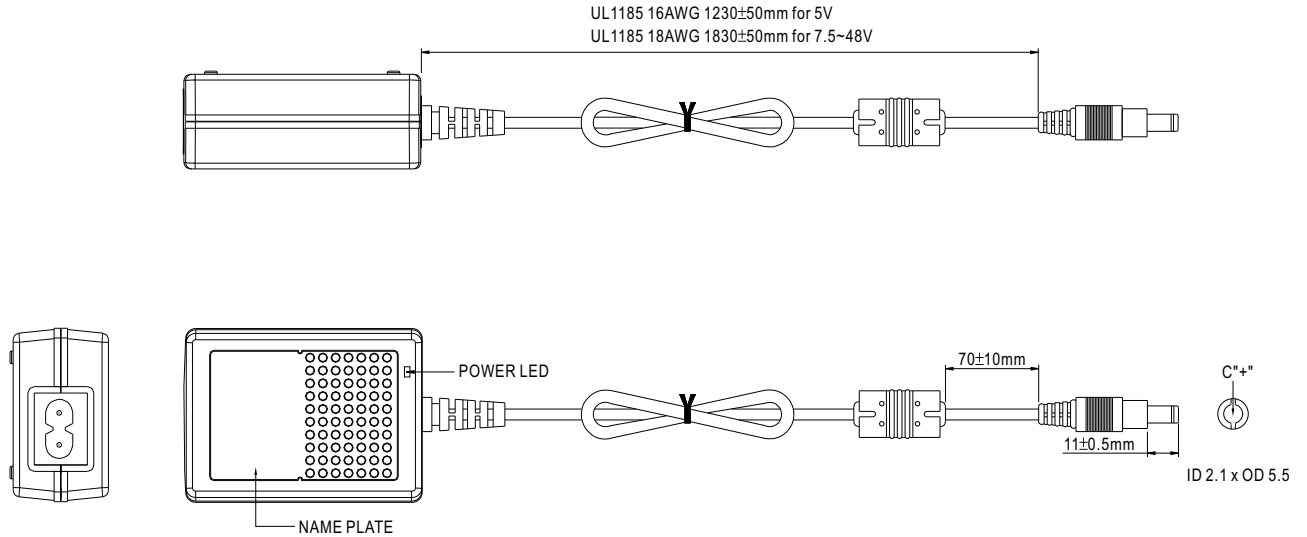 UL1185 16AWG 1230±50mm for 5V
UL1185 18AWG 1830±50mm for 7.5~48V
POWER LED
70±10mm
C"+"
11±0.5mm
ID 2.1 x OD 5.5
NAME PLATE